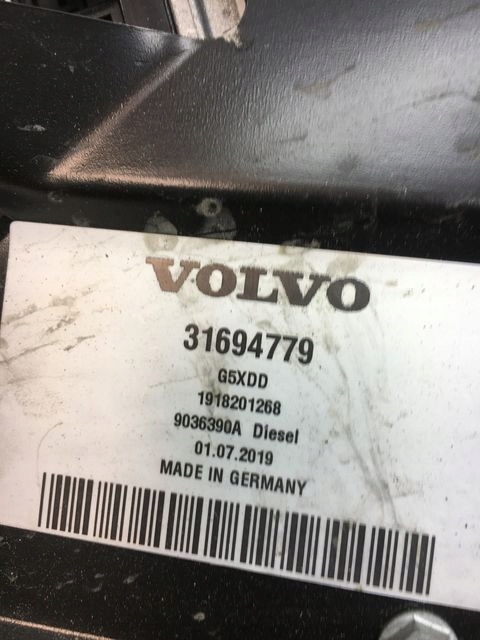 VOLVO
31694779
G5XDD
1918201268
9036390A Diesel
01.07.2019
MADE IN GERMANY